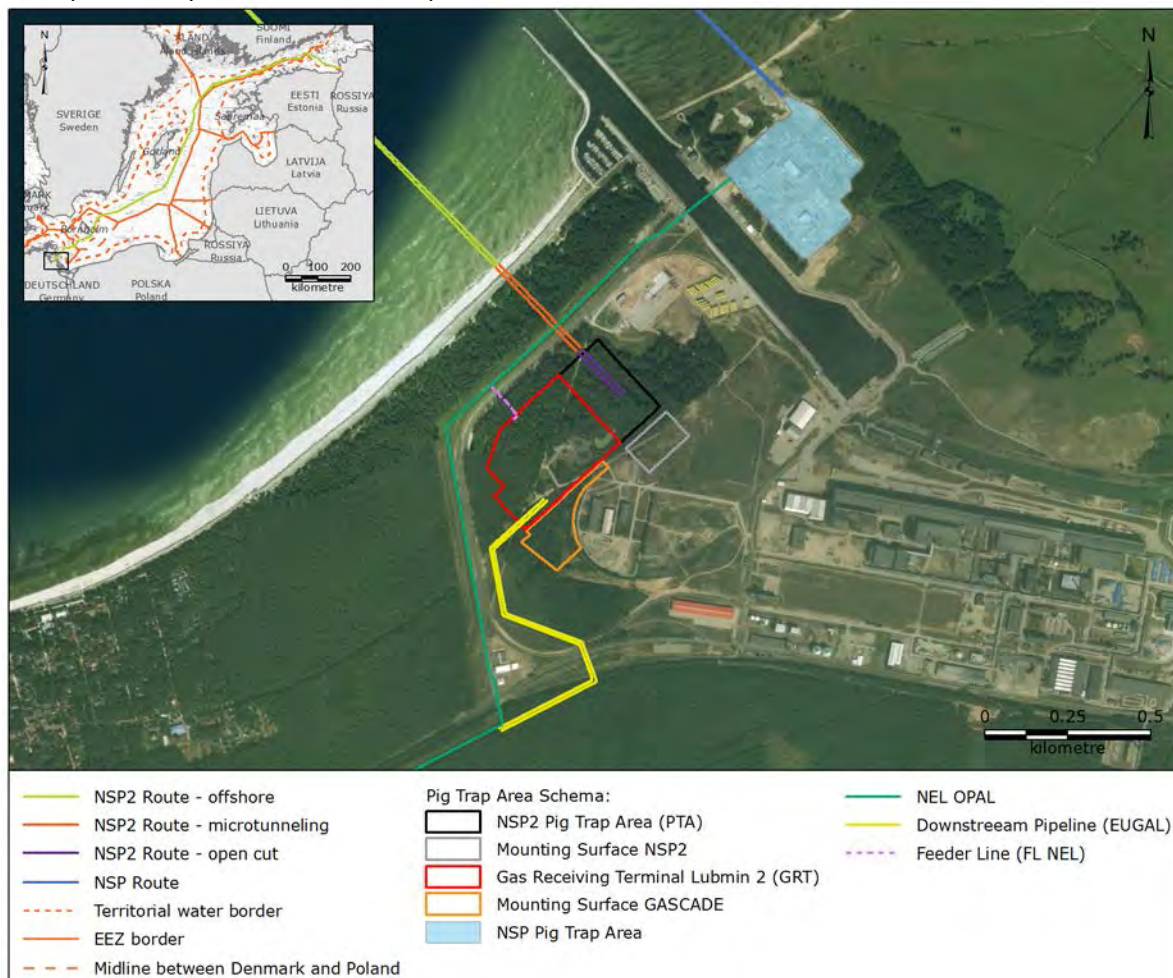 N
SUOMI
Finland
ÅLAND
Åland Islands
SVERIGE
Sweden
EESTI
Estonia
ROSSIYA
Russia
Saaremaa
Gotland
LATVIJA
Latvia
LIETUVA
Lithuania
Bornholm
ROSSIYA
Russia
DEUTSCHLAND
Germany
POLSKA
Poland
0 100 200
kilometre
N
0 0.25 0.5
kilometre
NSP2 Route - offshore
NSP2 Route - microtunneling
NSP2 Route - open cut
NSP Route
Territorial water border
EEZ border
Midline between Denmark and Poland
Pig Trap Area Schema:
NSP2 Pig Trap Area (PTA)
Mounting Surface NSP2
Gas Receiving Terminal Lubmin 2 (GRT)
Mounting Surface GASCADE
NSP Pig Trap Area
NEL OPAL
Downstreeam Pipeline (EUGAL)
Feeder Line (FL NEL)